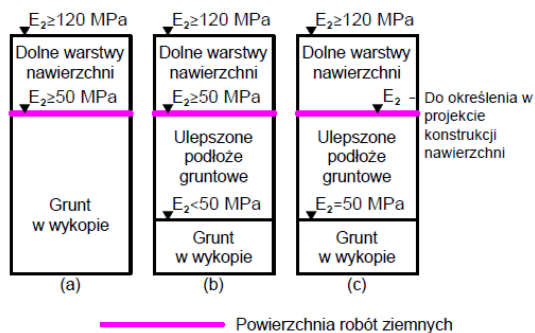 E₂≥120 MPa
Dolne warstwy
nawierzchni
E₂≥50 MPa
Grunt
w wykopie
(a)
E₂≥120 MPa
Dolne warstwy
nawierzchni
E₂≥50 MPa
Ulepszone
podłoże
gruntowe
E₂<50 MPa
Grunt
w wykopie
(b)
E₂≥120 MPa
Dolne warstwy
nawierzchni
E₂ - Do określenia w
projekcie
konstrukcji
nawierzchni
Ulepszone
podłoże
gruntowe
E₂=50 MPa
Grunt
w wykopie
(c)
Powierzchnia robót ziemnych